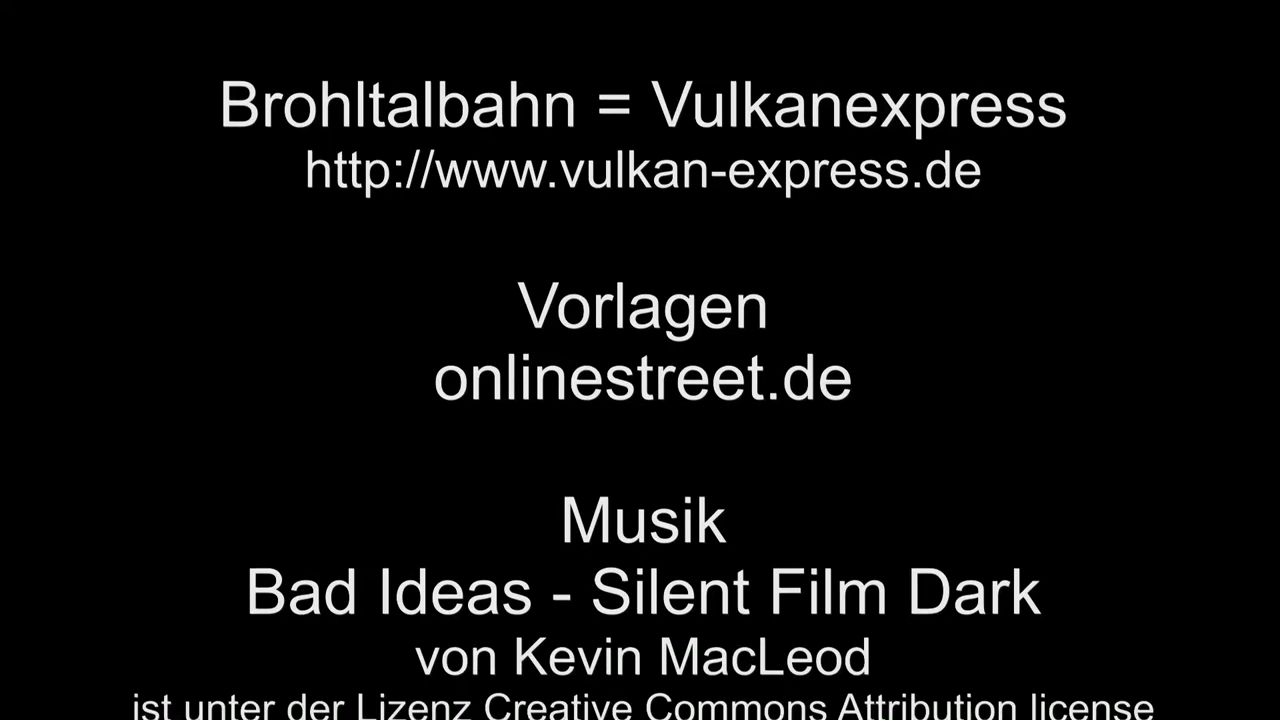 Brohltalbahn = Vulkanexpress
http://www.vulkan-express.de
Vorlagen
onlinestreet.de
Musik
Bad Ideas - Silent Film Dark
von Kevin MacLeod
ist unter der Lizenz Creative Commons Attribution license